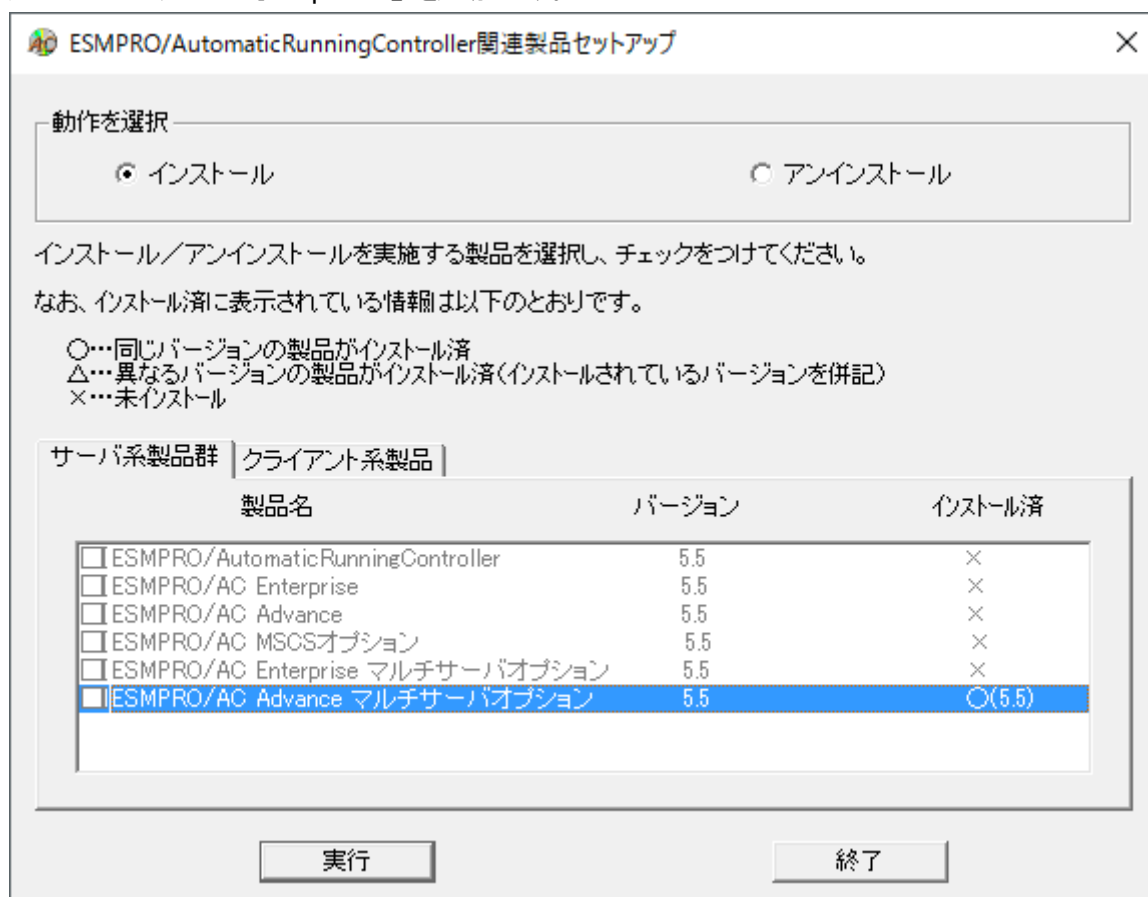 ESMPRO/AutomaticRunningController関連製品セットアップ
動作を選択
インストール アンインストール
インストール/アンインストールを実施する製品を選択し、チェックをつけてください。
なお、インストール済に表示されている情報は以下のとおりです。
○…同じバージョンの製品がインストール済
△…異なるバージョンの製品がインストール済(インストールされているバージョンを併記)
×…未インストール
サーバ系製品群 クライアント系製品
製品名 バージョン インストール済
ESMPRO/AutomaticRunningController 5.5 ×
ESMPRO/AC Enterprise 5.5 ×
ESMPRO/AC Advance 5.5 ×
ESMPRO/AC MSCSオプション 5.5 ×
ESMPRO/AC Enterprise マルチサーバオプション 5.5 ×
ESMPRO/AC Advance マルチサーバオプション 5.5 ○(5.5)
実行 終了